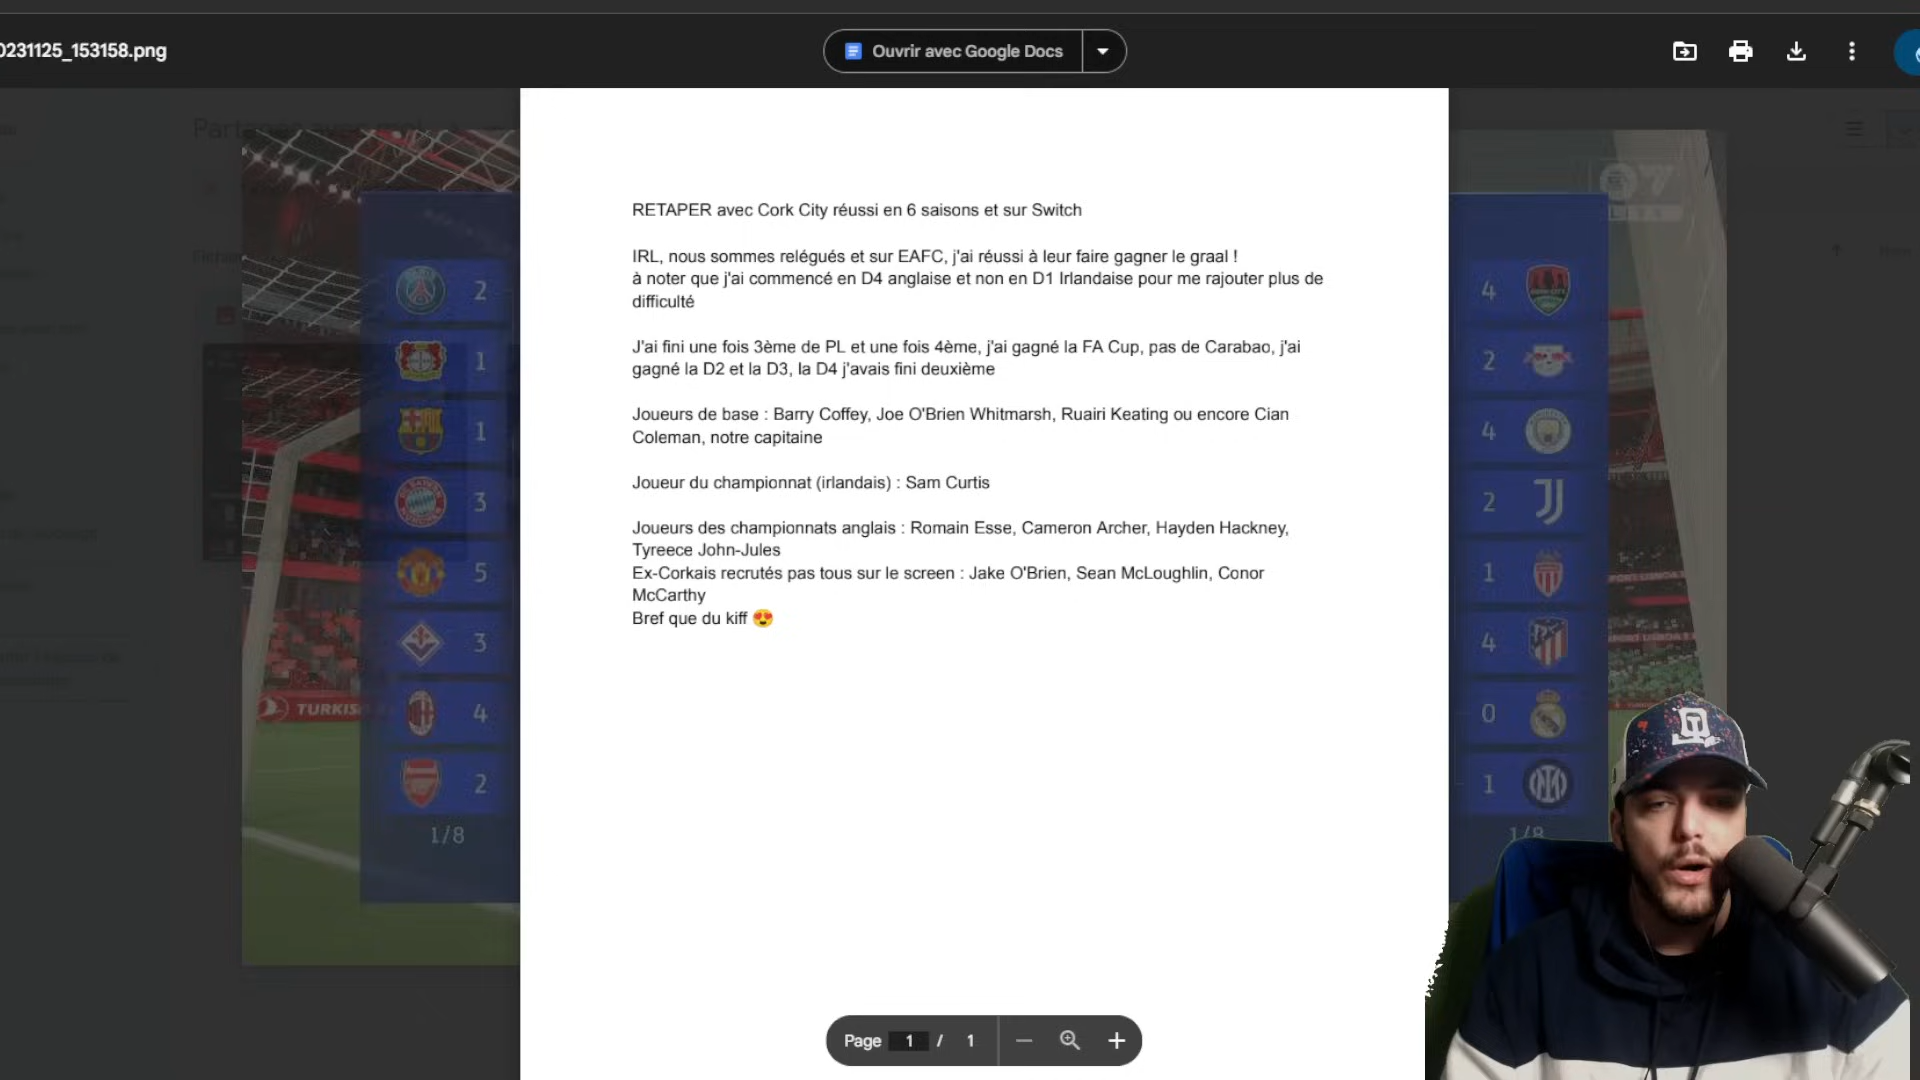 0231125_153158.png
Ouvrir avec Google Docs
RETAPER avec Cork City réussi en 6 saisons et sur Switch
IRL, nous sommes relégués et sur EAFC, j'ai réussi à leur faire gagner le graal !
à noter que j'ai commencé en D4 anglaise et non en D1 Irlandaise pour me rajouter plus de
difficulté
J'ai fini une fois 3ème de PL et une fois 4ème, j'ai gagné la FA Cup, pas de Carabao, j'ai
gagné la D2 et la D3, la D4 j'avais fini deuxième
Joueurs de base : Barry Coffey, Joe O'Brien Whitmarsh, Ruairi Keating ou encore Cian
Coleman, notre capitaine
Joueur du championnat (irlandais) : Sam Curtis
Joueurs des championnats anglais : Romain Esse, Cameron Archer, Hayden Hackney,
Tyreece John-Jules
Ex-Corkais recrutés pas tous sur le screen : Jake O'Brien, Sean McLoughlin, Conor
McCarthy
Bref que du kiff 😍
2
1
1
3
5
3
4
2
1/8
TURKIS
4
2
4
2
1
4
0
1
1/8
Page 1 / 1